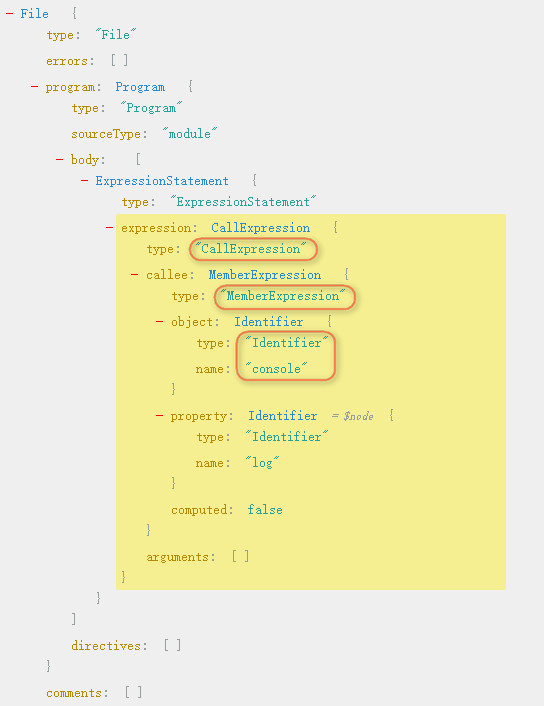 - File {
type: "File"
errors: [ ]
- program: Program {
type: "Program"
sourceType: "module"
- body: [
- ExpressionStatement {
type: "ExpressionStatement"
- expression: CallExpression {
type: "CallExpression"
- callee: MemberExpression {
type: "MemberExpression"
- object: Identifier {
type: "Identifier"
name: "console"
}
- property: Identifier = $node {
type: "Identifier"
name: "log"
}
computed: false
}
arguments: [ ]
}
}
]
directives: [ ]
}
comments: [ ]